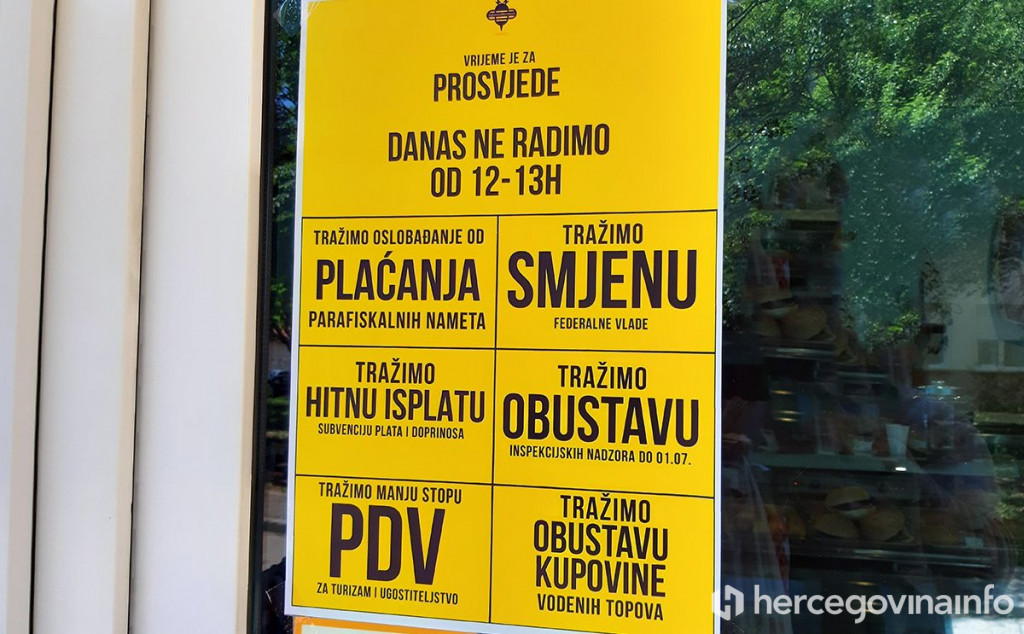 VRIJEME JE ZA
PROSVJEDE
DANAS NE RADIMO
OD 12-13H
TRAŽIMO OSLOBAĐANJE OD
PLAĆANJA
PARAFISKALNIH NAMETA
TRAŽIMO
SMJENU
FEDERALNE VLADE
TRAŽIMO
HITNU ISPLATU
SUBVENCIJU PLATA I DOPRINOSA
TRAŽIMO
OBUSTAVU
INSPEKCIJSKIH NADZORA DO 01.07.
TRAŽIMO MANJU STOPU
PDV
ZA TURIZAM I UGOSTITELJSTVO
TRAŽIMO
OBUSTAVU
KUPOVINE
VODENIH TOPOVA
hercegovinainfo